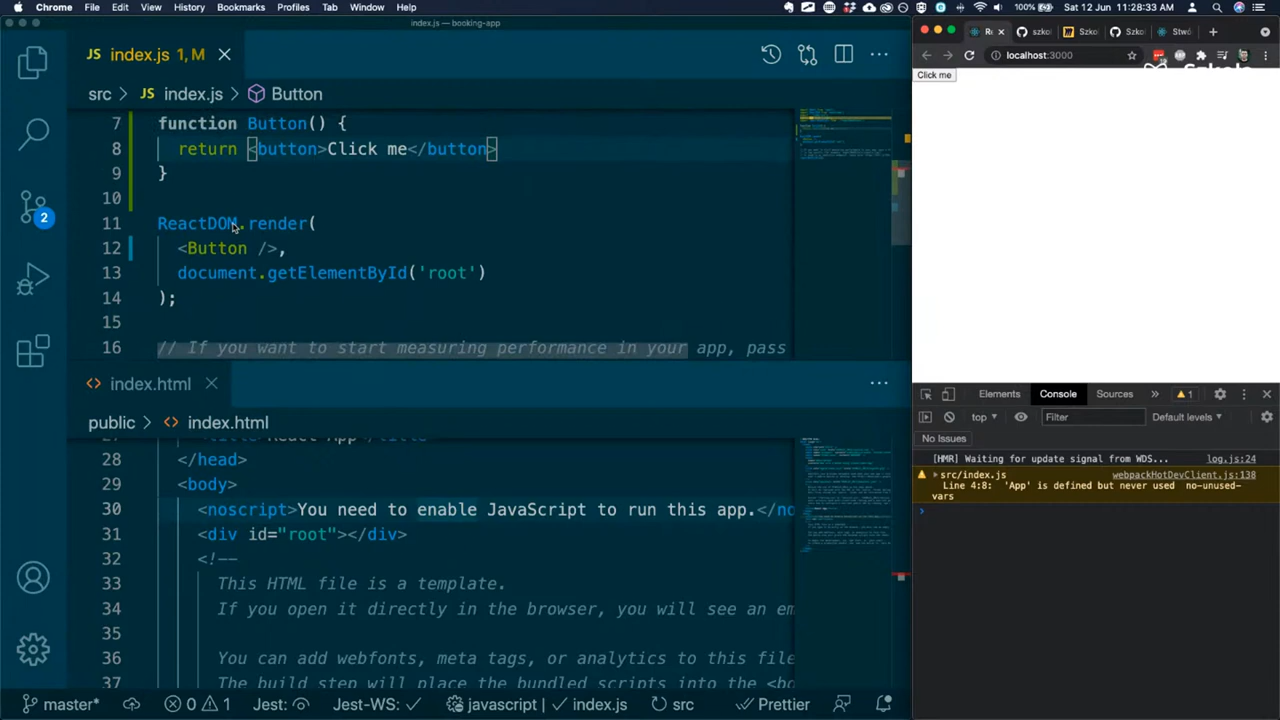 Chrome File Edit View History Bookmarks Profiles Tab Window Help
100% Sat 12 Jun 11:28:33 AM
index.js — booking-app
JS index.js 1, M
src > JS index.js > Button
7 function Button() {
8 return <button>Click me</button>
9 }
10
11 ReactDOM.render(
12 <Button />,
13 document.getElementById('root')
14 );
15
16 // If you want to start measuring performance in your app, pass
index.html
public > index.html
27
28 </head>
29 <body>
30 <noscript>You need to enable JavaScript to run this app.</no
31 <div id="root"></div>
32 <!--
33 This HTML file is a template.
34 If you open it directly in the browser, you will see an em
35
36 You can add webfonts, meta tags, or analytics to this file
37 The build step will place the bundled scripts into the <bo
2
master* 0 1 Jest: Jest-WS: javascript index.js src Prettier
szko Szko Szko Stwó
localhost:3000
Click me
Elements Console Sources 1
top Filter Default levels
No Issues
[HMR] Waiting for update signal from WDS... log.js:24
src/index.js webpackHotDevClient.js:138
Line 4:8: 'App' is defined but never used no-unused-
vars